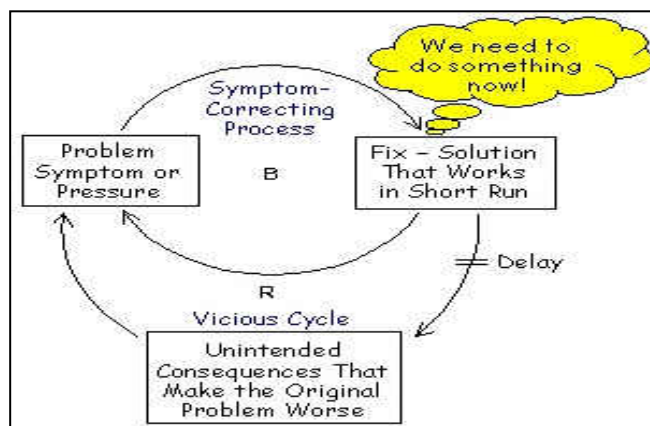 We need to
do something
now!
Symptom-
Correcting
Process
Problem
Symptom or
Pressure
B
Fix - Solution
That Works
in Short Run
Delay
R
Vicious Cycle
Unintended
Consequences That
Make the Original
Problem Worse